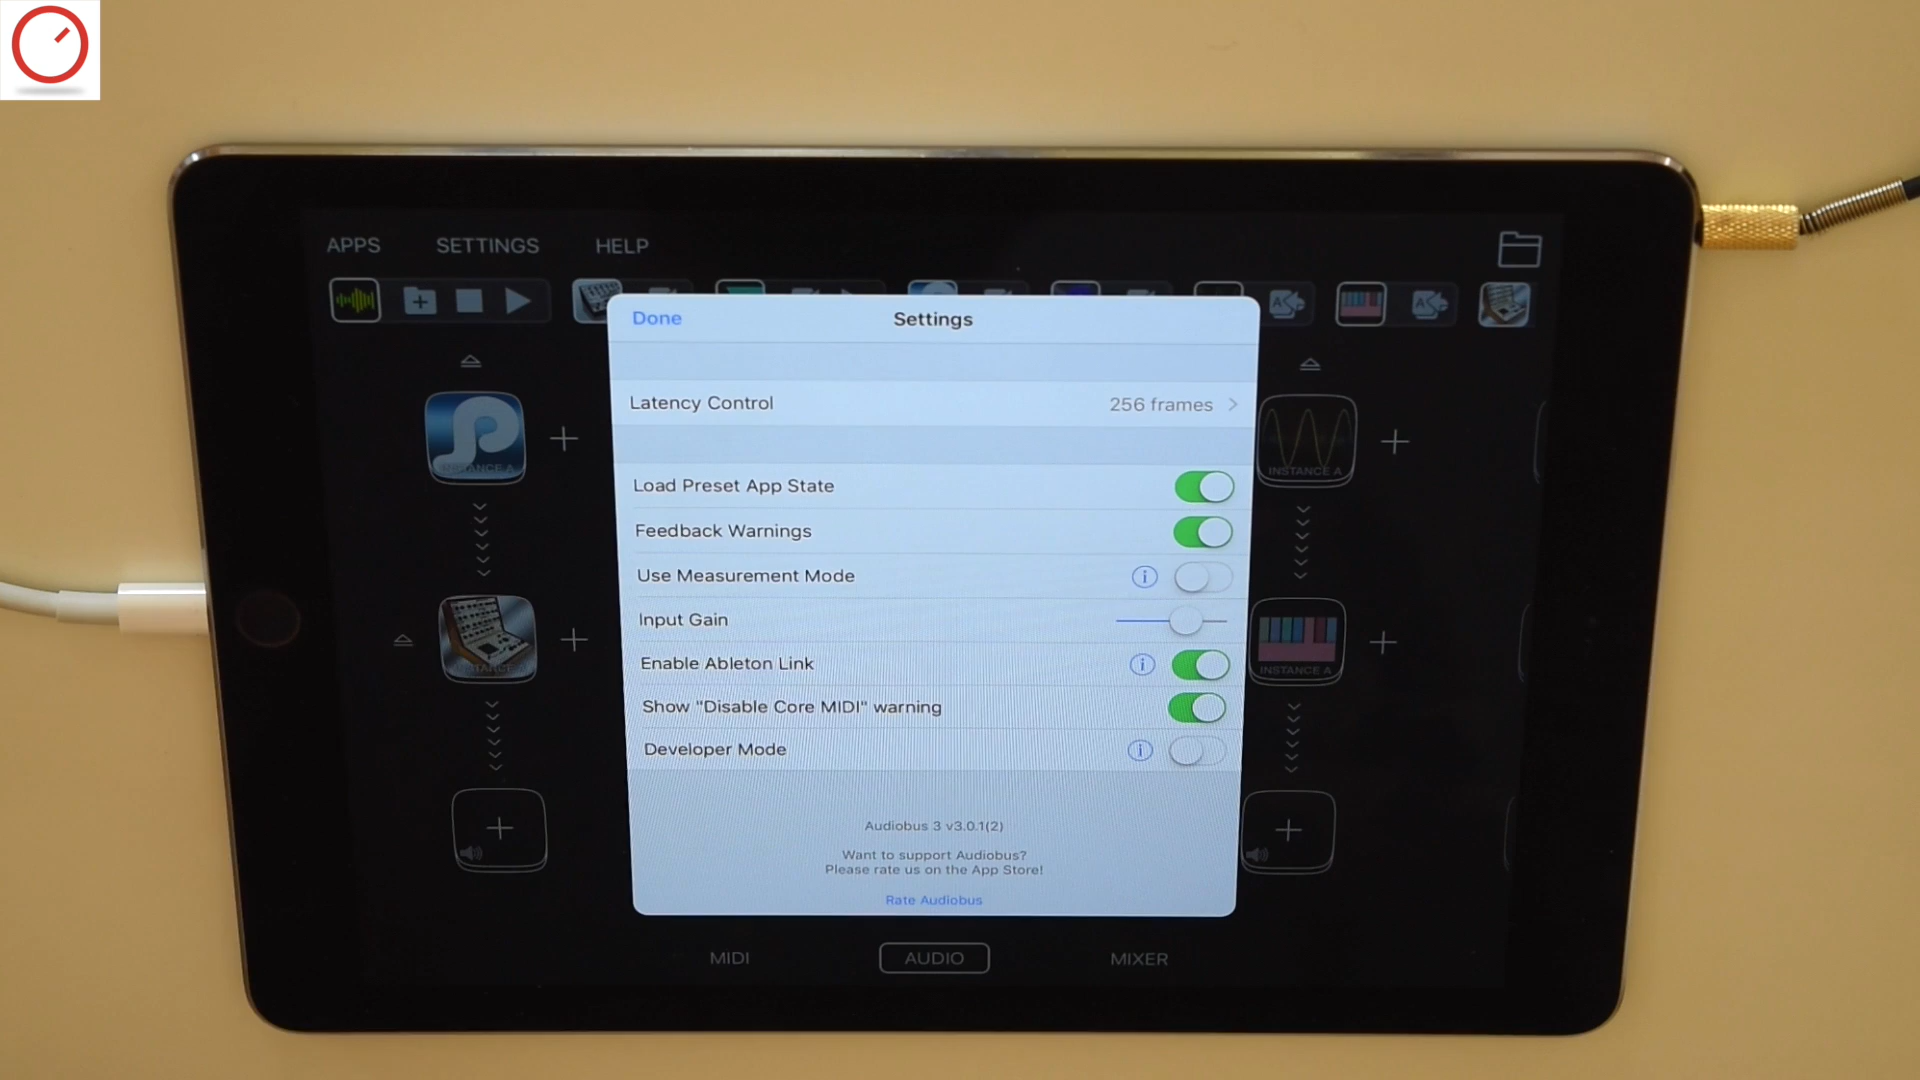 APPS SETTINGS HELP
Done Settings
Latency Control 256 frames
INSTANCE A
INSTANCE A
Load Preset App State
Feedback Warnings
Use Measurement Mode
Input Gain
INSTANCE A
INSTANCE A
Enable Ableton Link
Show "Disable Core MIDI" warning
Developer Mode
Audiobus 3 v3.0.1(2)
Want to support Audiobus?
Please rate us on the App Store!
Rate Audiobus
MIDI AUDIO MIXER